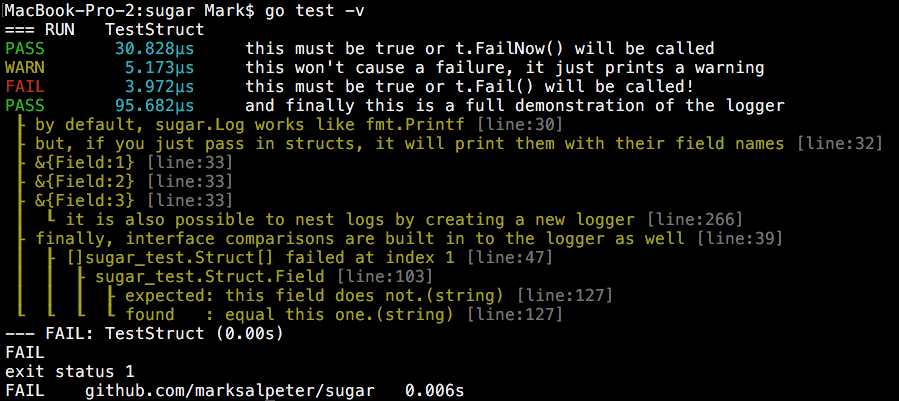 MacBook-Pro-2:sugar Mark$ go test -v
=== RUN   TestStruct
PASS       30.828µs     this must be true or t.FailNow() will be called
WARN        5.173µs     this won't cause a failure, it just prints a warning
FAIL        3.972µs     this must be true or t.Fail() will be called!
PASS       95.682µs     and finally this is a full demonstration of the logger
 ┠ by default, sugar.Log works like fmt.Printf [line:30]
 ┠ but, if you just pass in structs, it will print them with their field names [line:32]
 ┠ &{Field:1} [line:33]
 ┠ &{Field:2} [line:33]
 ┠ &{Field:3} [line:33]
 ┃  ┖ it is also possible to nest logs by creating a new logger [line:266]
 ┠ finally, interface comparisons are built in to the logger as well [line:39]
 ┃  ┠ []sugar_test.Struct[] failed at index 1 [line:47]
 ┃  ┃  ┠ sugar_test.Struct.Field [line:103]
 ┃  ┃  ┃  ┠ expected: this field does not.(string) [line:127]
 ┖  ┖  ┖  ┖ found   : equal this one.(string) [line:127]
--- FAIL: TestStruct (0.00s)
FAIL
exit status 1
FAIL    github.com/marksalpeter/sugar   0.006s